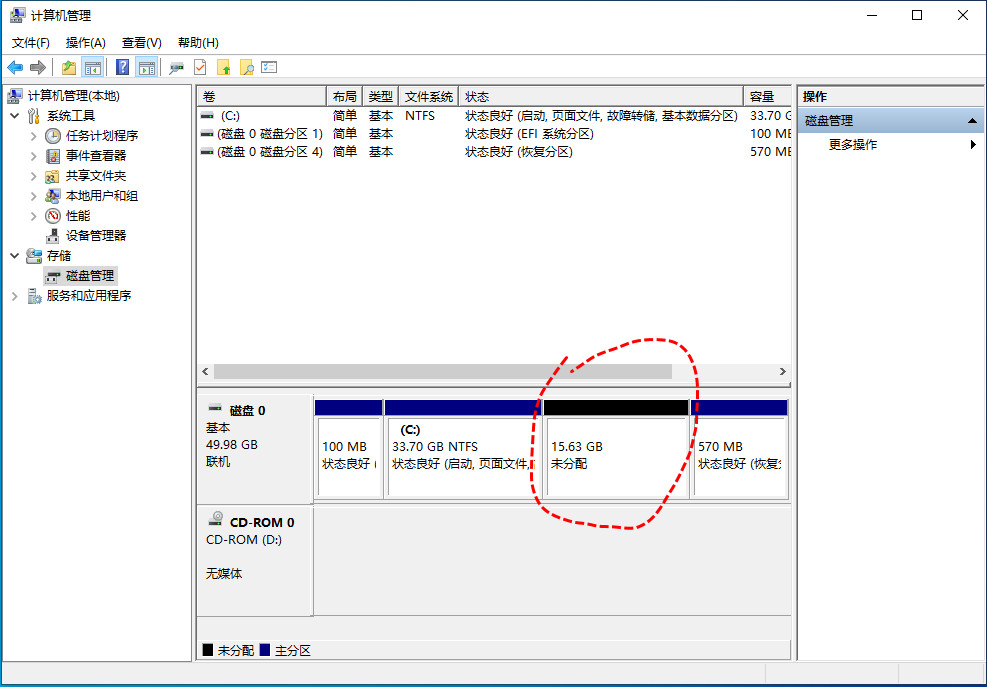 计算机管理
文件(F) 操作(A) 查看(V) 帮助(H)
计算机管理(本地)
系统工具
任务计划程序
事件查看器
共享文件夹
本地用户和组
性能
设备管理器
存储
磁盘管理
服务和应用程序
卷 布局 类型 文件系统 状态 容量
(C:) 简单 基本 NTFS 状态良好 (启动, 页面文件, 故障转储, 基本数据分区) 33.70 G
(磁盘 0 磁盘分区 1) 简单 基本 状态良好 (EFI 系统分区) 100 ME
(磁盘 0 磁盘分区 4) 简单 基本 状态良好 (恢复分区) 570 ME
操作
磁盘管理
更多操作
磁盘 0
基本
49.98 GB
联机
100 MB
状态良好 (
(C:)
33.70 GB NTFS
状态良好 (启动, 页面文件,
15.63 GB
未分配
570 MB
状态良好 (恢复
CD-ROM 0
CD-ROM (D:)
无媒体
未分配 主分区